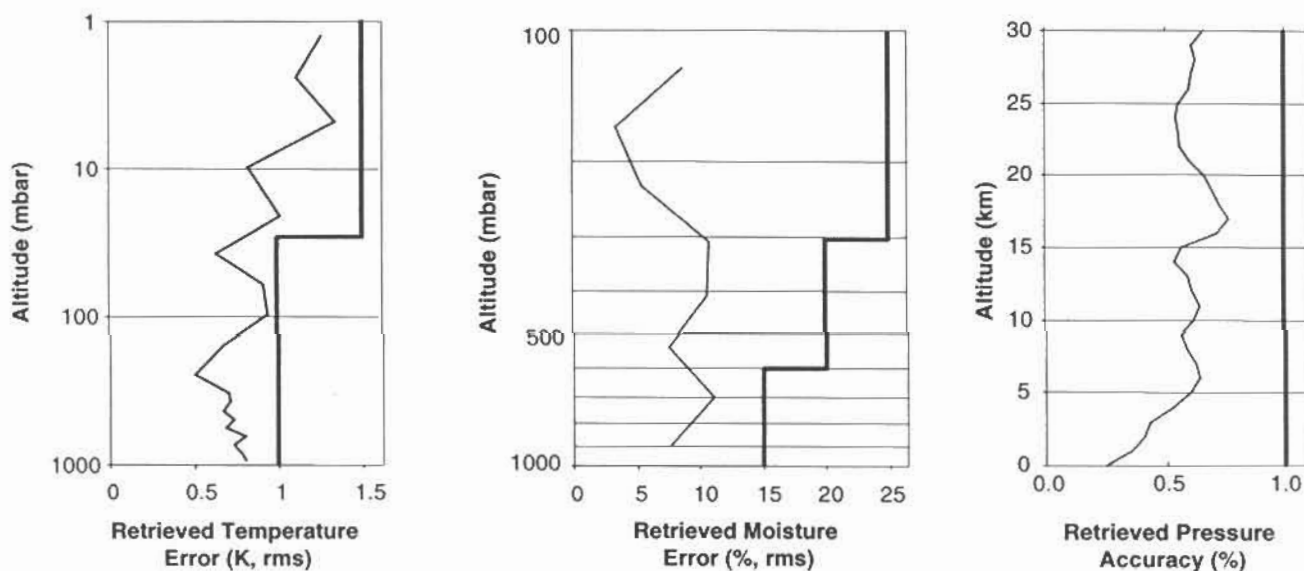 1
10
100
1000
Altitude (mbar)
0 0.5 1 1.5
Retrieved Temperature
Error (K, rms)
100
500
1000
Altitude (mbar)
0 5 10 15 20 25
Retrieved Moisture
Error (%, rms)
30
25
20
15
10
5
0
Altitude (km)
0.0 0.5 1.0
Retrieved Pressure
Accuracy (%)